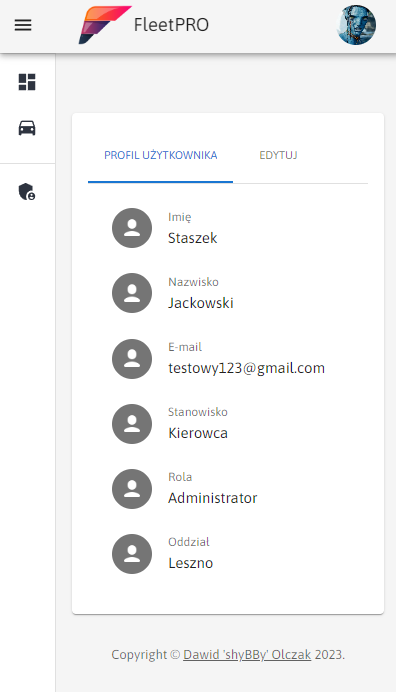 FleetPRO
PROFIL UŻYTKOWNIKA
EDYTUJ
Imię
Staszek
Nazwisko
Jackowski
E-mail
testowy123@gmail.com
Stanowisko
Kierowca
Rola
Administrator
Oddział
Leszno
Copyright © Dawid 'shyBBy' Olczak 2023.